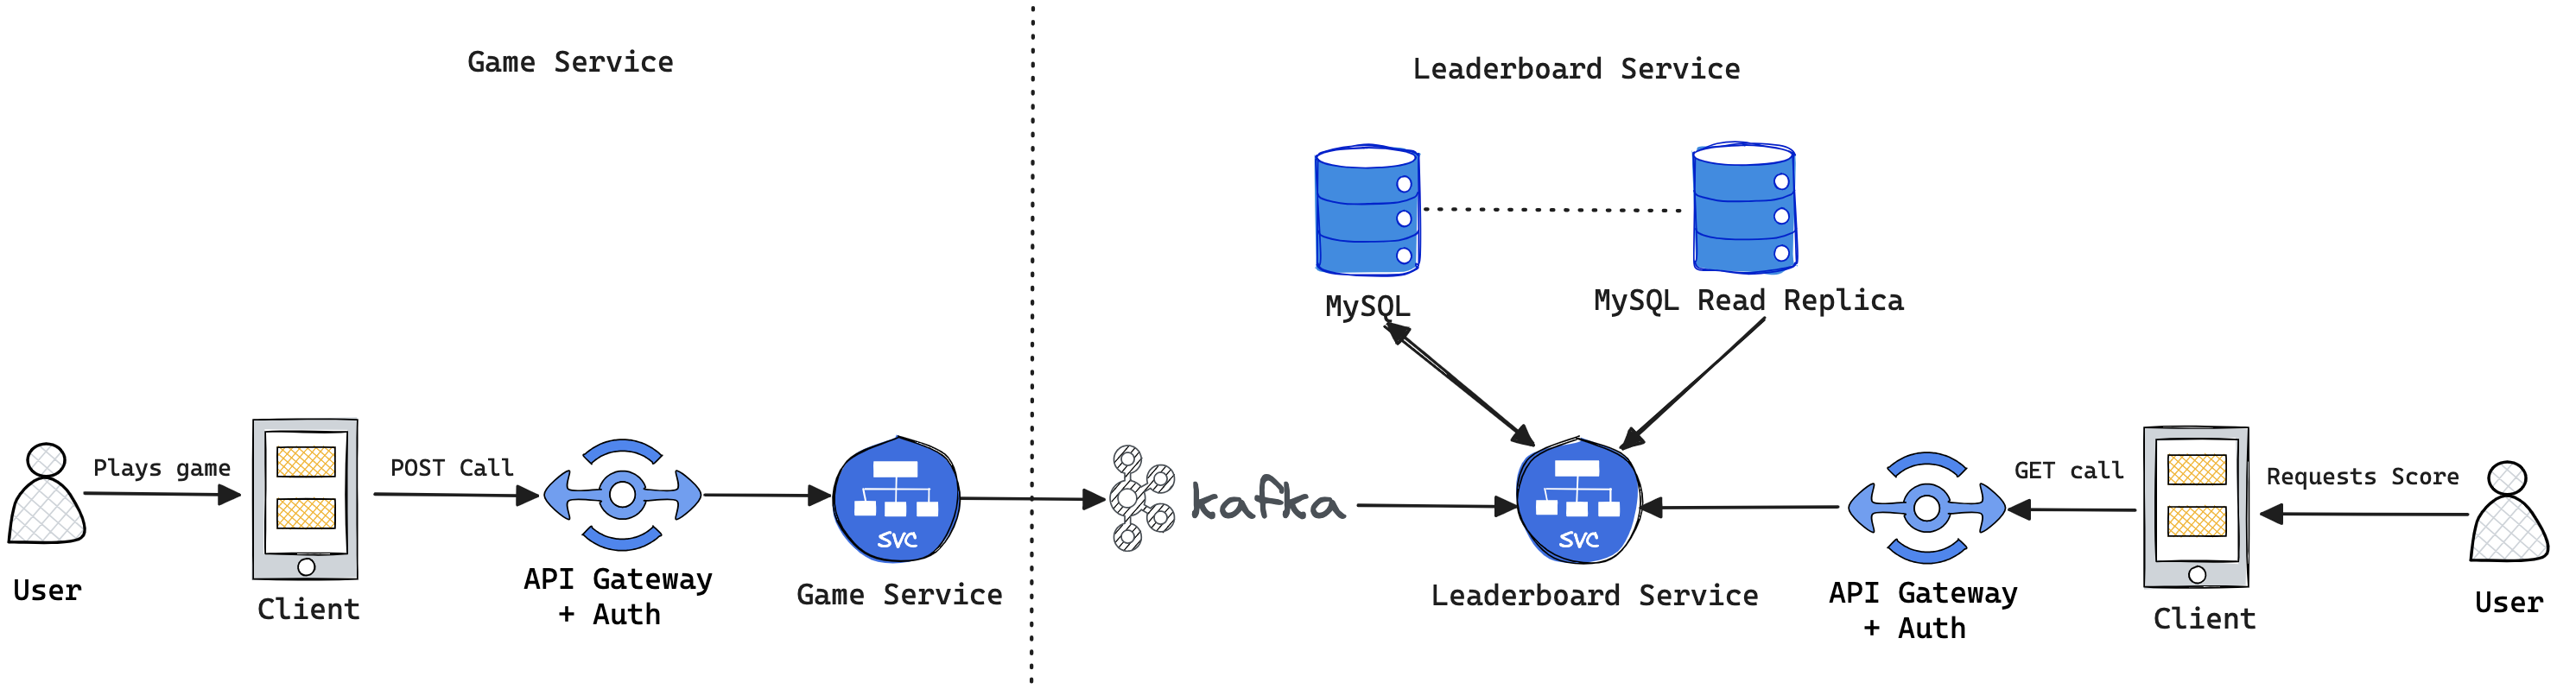 Game Service
Leaderboard Service
MySQL
MySQL Read Replica
Plays game
POST Call
GET call
Requests Score
SVC
kafka
SVC
User
Client
API Gateway
+ Auth
Game Service
Leaderboard Service
API Gateway
+ Auth
Client
User